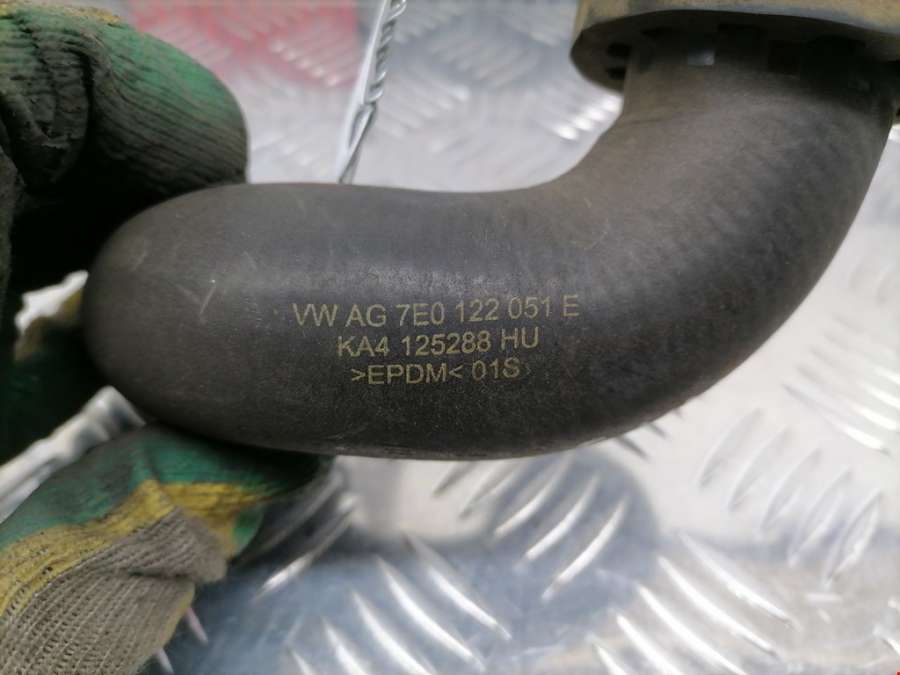 VW AG 7E0 122 051 E
KA4 125288 HU
>EPDM< 01S